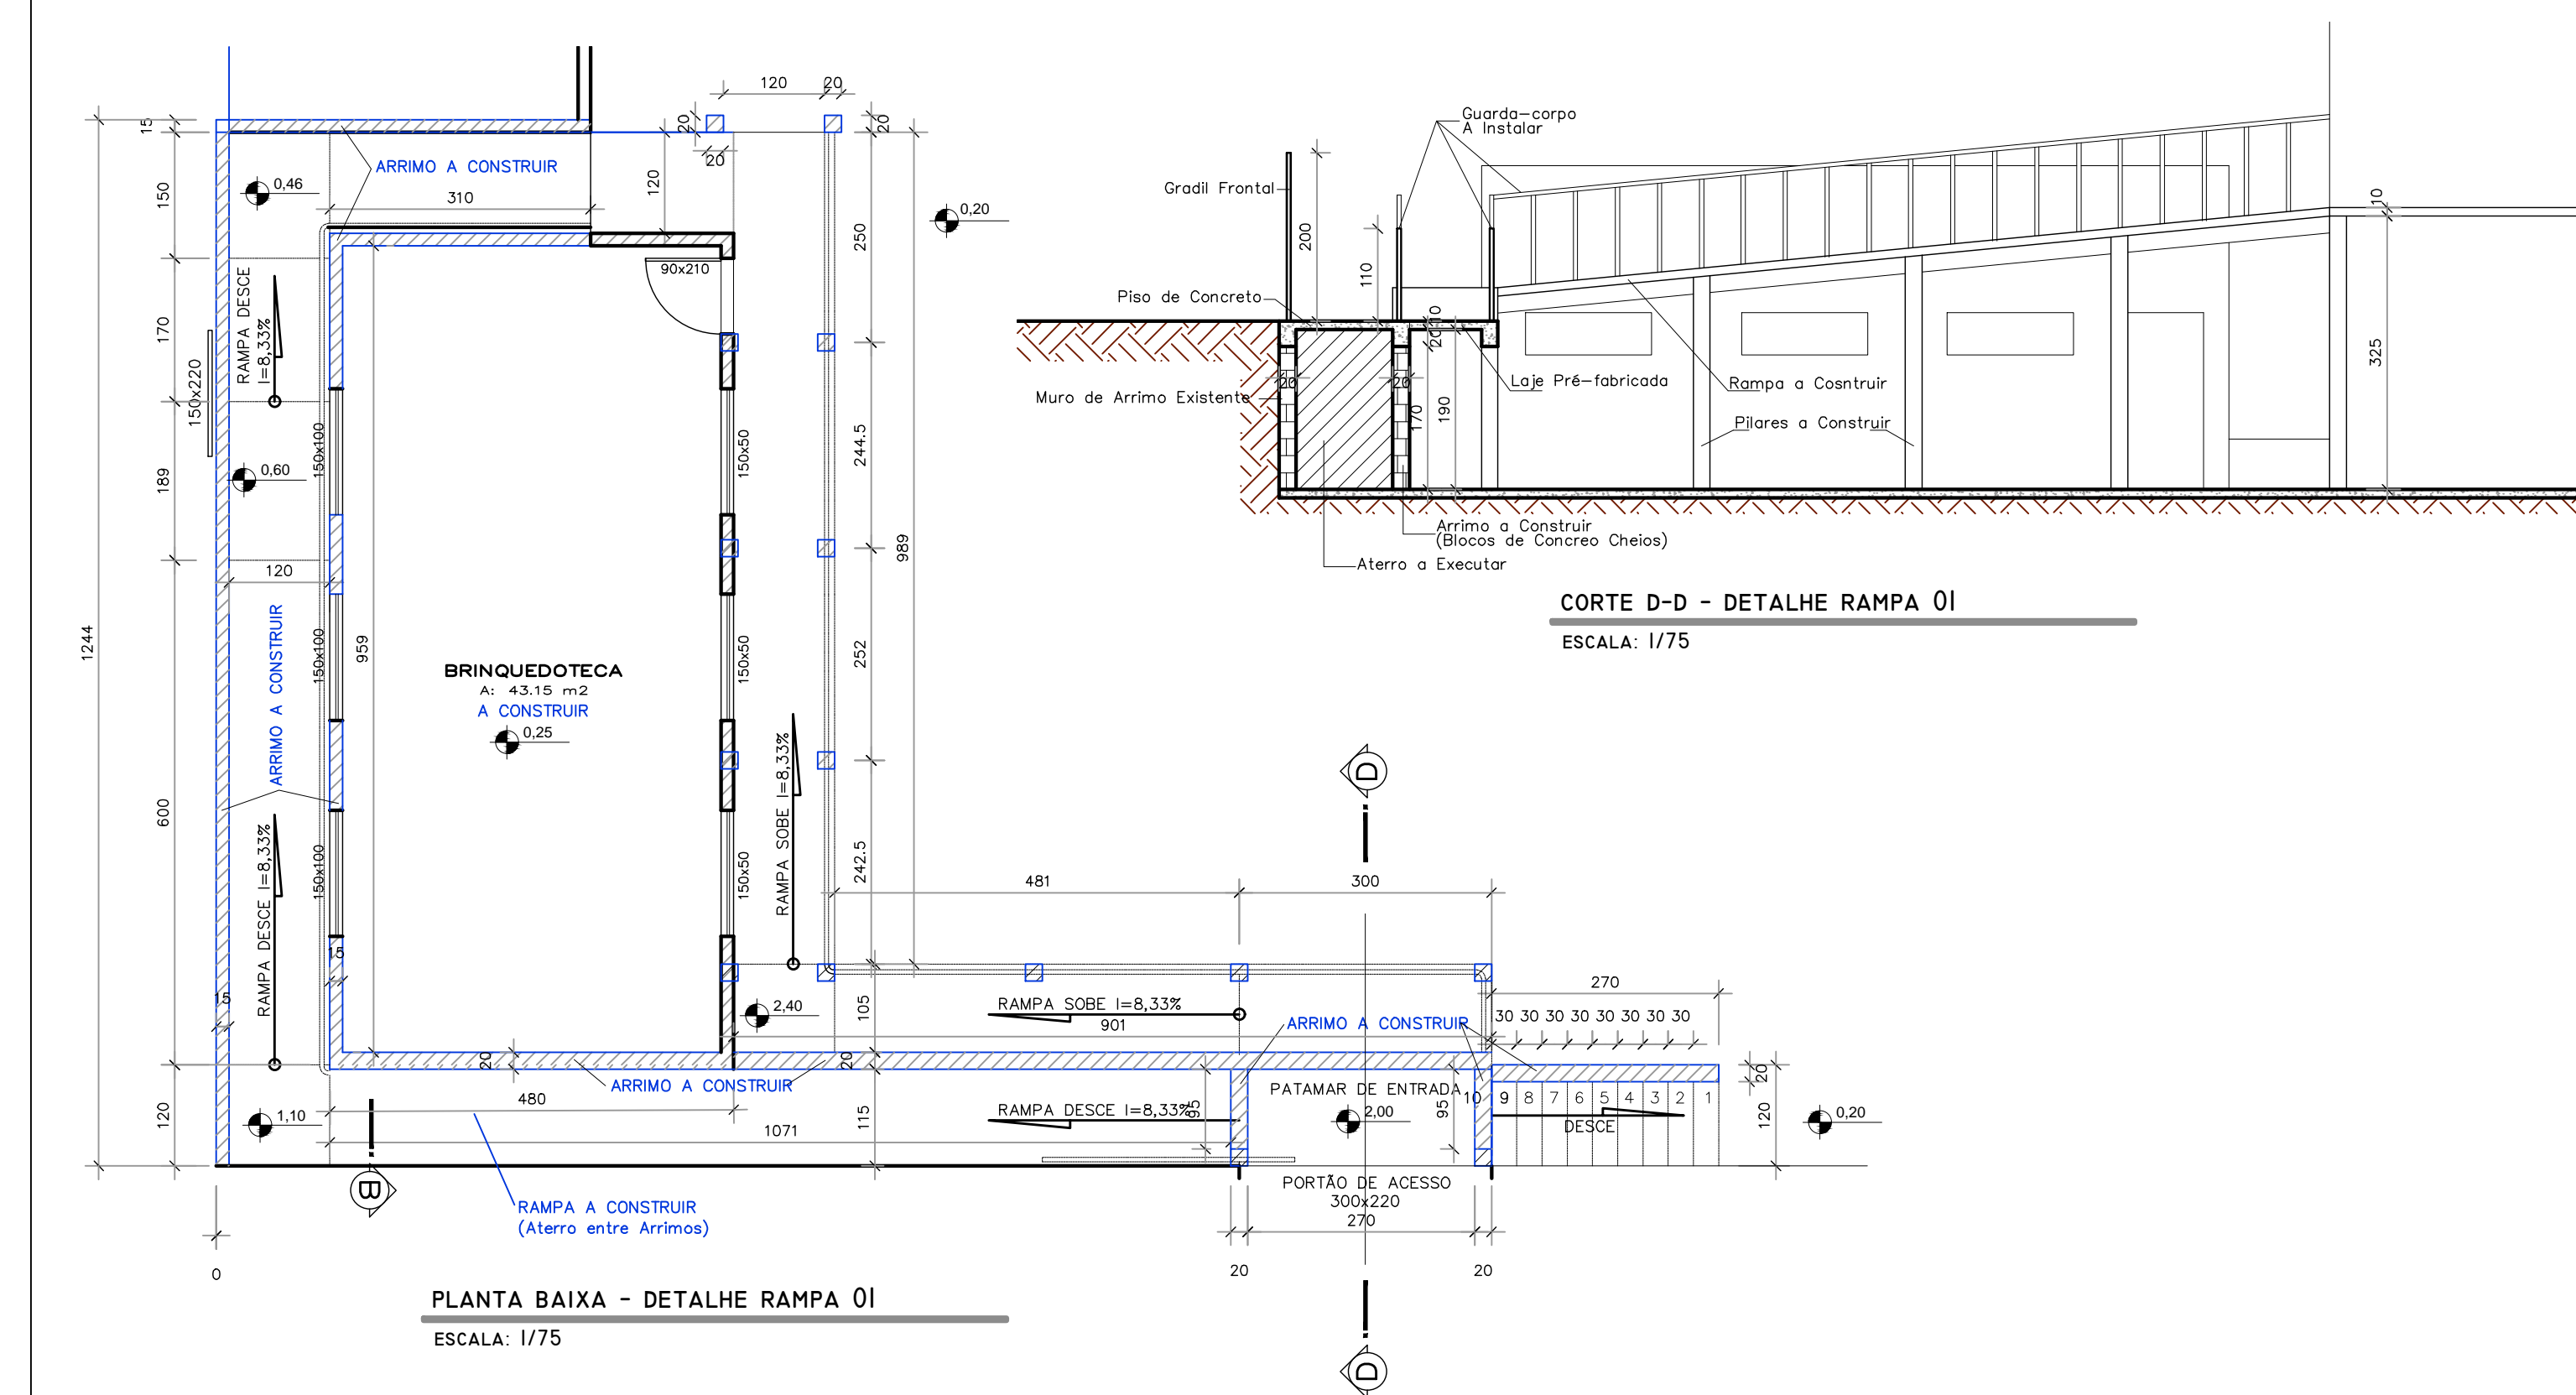 120
20
15
20
20
20
ARRIMO A CONSTRUIR
0,46
310
150
120
250
0,20
90x210
RAMPA DESCE
I=8,33%
170
150x220
150x100
150x50
244.5
0,60
189
989
120
1244
ARRIMO A CONSTRUIR
959
150x100
150x50
252
BRINQUEDOTECA
A: 43.15 m2
A CONSTRUIR
0,25
600
RAMPA SOBE I=8,33%
RAMPA DESCE I=8,33%
150x100
150x50
242.5
481
300
15
15
2,40
105
RAMPA SOBE I=8,33%
901
ARRIMO A CONSTRUIR
270
30 30 30 30 30 30 30 30
20
20
ARRIMO A CONSTRUIR
480
120
1,10
115
1071
RAMPA DESCE I=8,33%
95
PATAMAR DE ENTRADA
2,00
95
10 9 8 7 6 5 4 3 2 1
DESCE
20
120
0,20
RAMPA A CONSTRUIR
(Aterro entre Arrimos)
PORTÃO DE ACESSO
300x220
270
B
D
D
0
20
20
PLANTA BAIXA - DETALHE RAMPA 01
ESCALA: 1/75
Guarda-corpo
A Instalar
Gradil Frontal
200
110
10
Piso de Concreto
10
20
20
20
Muro de Arrimo Existente
Laje Pré-fabricada
Rampa a Cosntruir
325
170
190
Pilares a Construir
Arrimo a Construir
(Blocos de Concreo Cheios)
Aterro a Executar
CORTE D-D - DETALHE RAMPA 01
ESCALA: 1/75